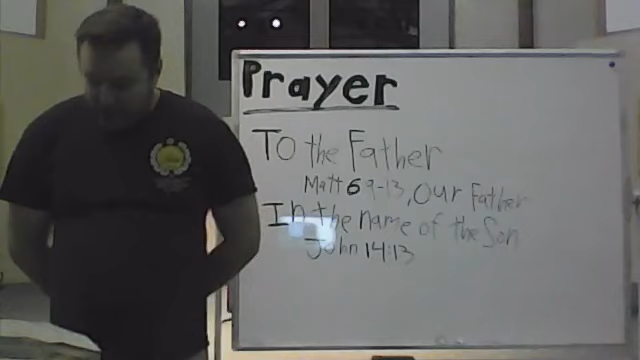 Prayer
To the Father
Matt 6 9-13, Our Father
In the name of the Son
John 14:13